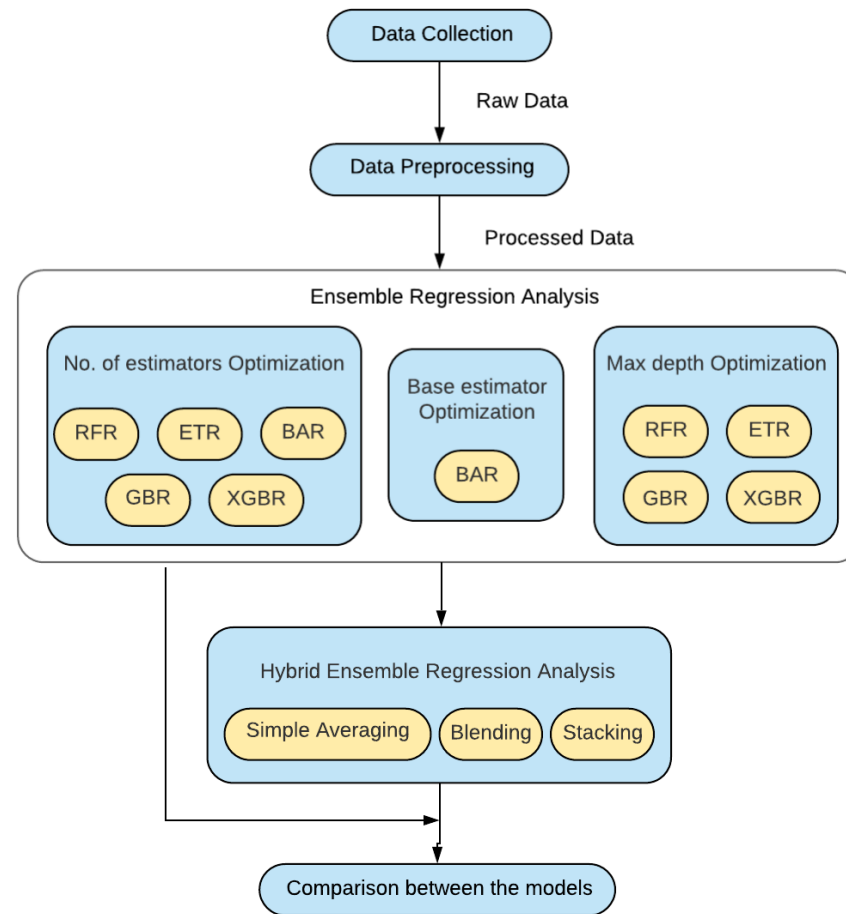 Data Collection
Raw Data
Data Preprocessing
Processed Data
Ensemble Regression Analysis
No. of estimators Optimization
RFR
ETR
BAR
GBR
XGBR
Base estimator
Optimization
BAR
Max depth Optimization
RFR
ETR
GBR
XGBR
Hybrid Ensemble Regression Analysis
Simple Averaging
Blending
Stacking
Comparison between the models